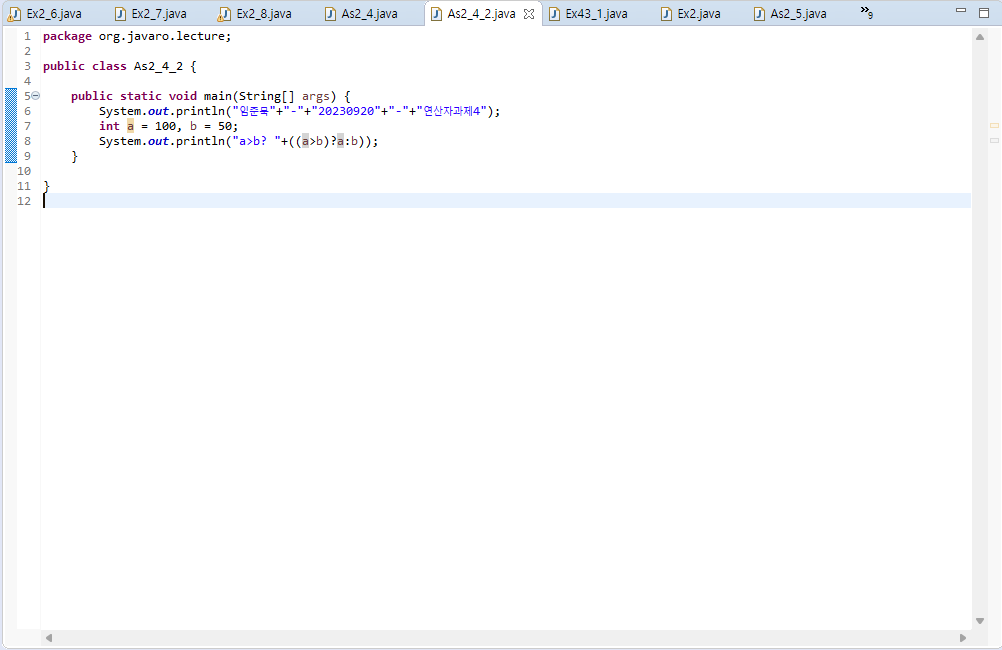 Ex2_6.java Ex2_7.java Ex2_8.java As2_4.java As2_4_2.java Ex43_1.java Ex2.java As2_5.java »9
1 package org.javaro.lecture;
2
3 public class As2_4_2 {
4
5 public static void main(String[] args) {
6 System.out.println("임준묵"+"-"+"20230920"+"-"+"연산자과제4");
7 int a = 100, b = 50;
8 System.out.println("a>b? "+((a>b)?a:b));
9 }
10
11 }
12